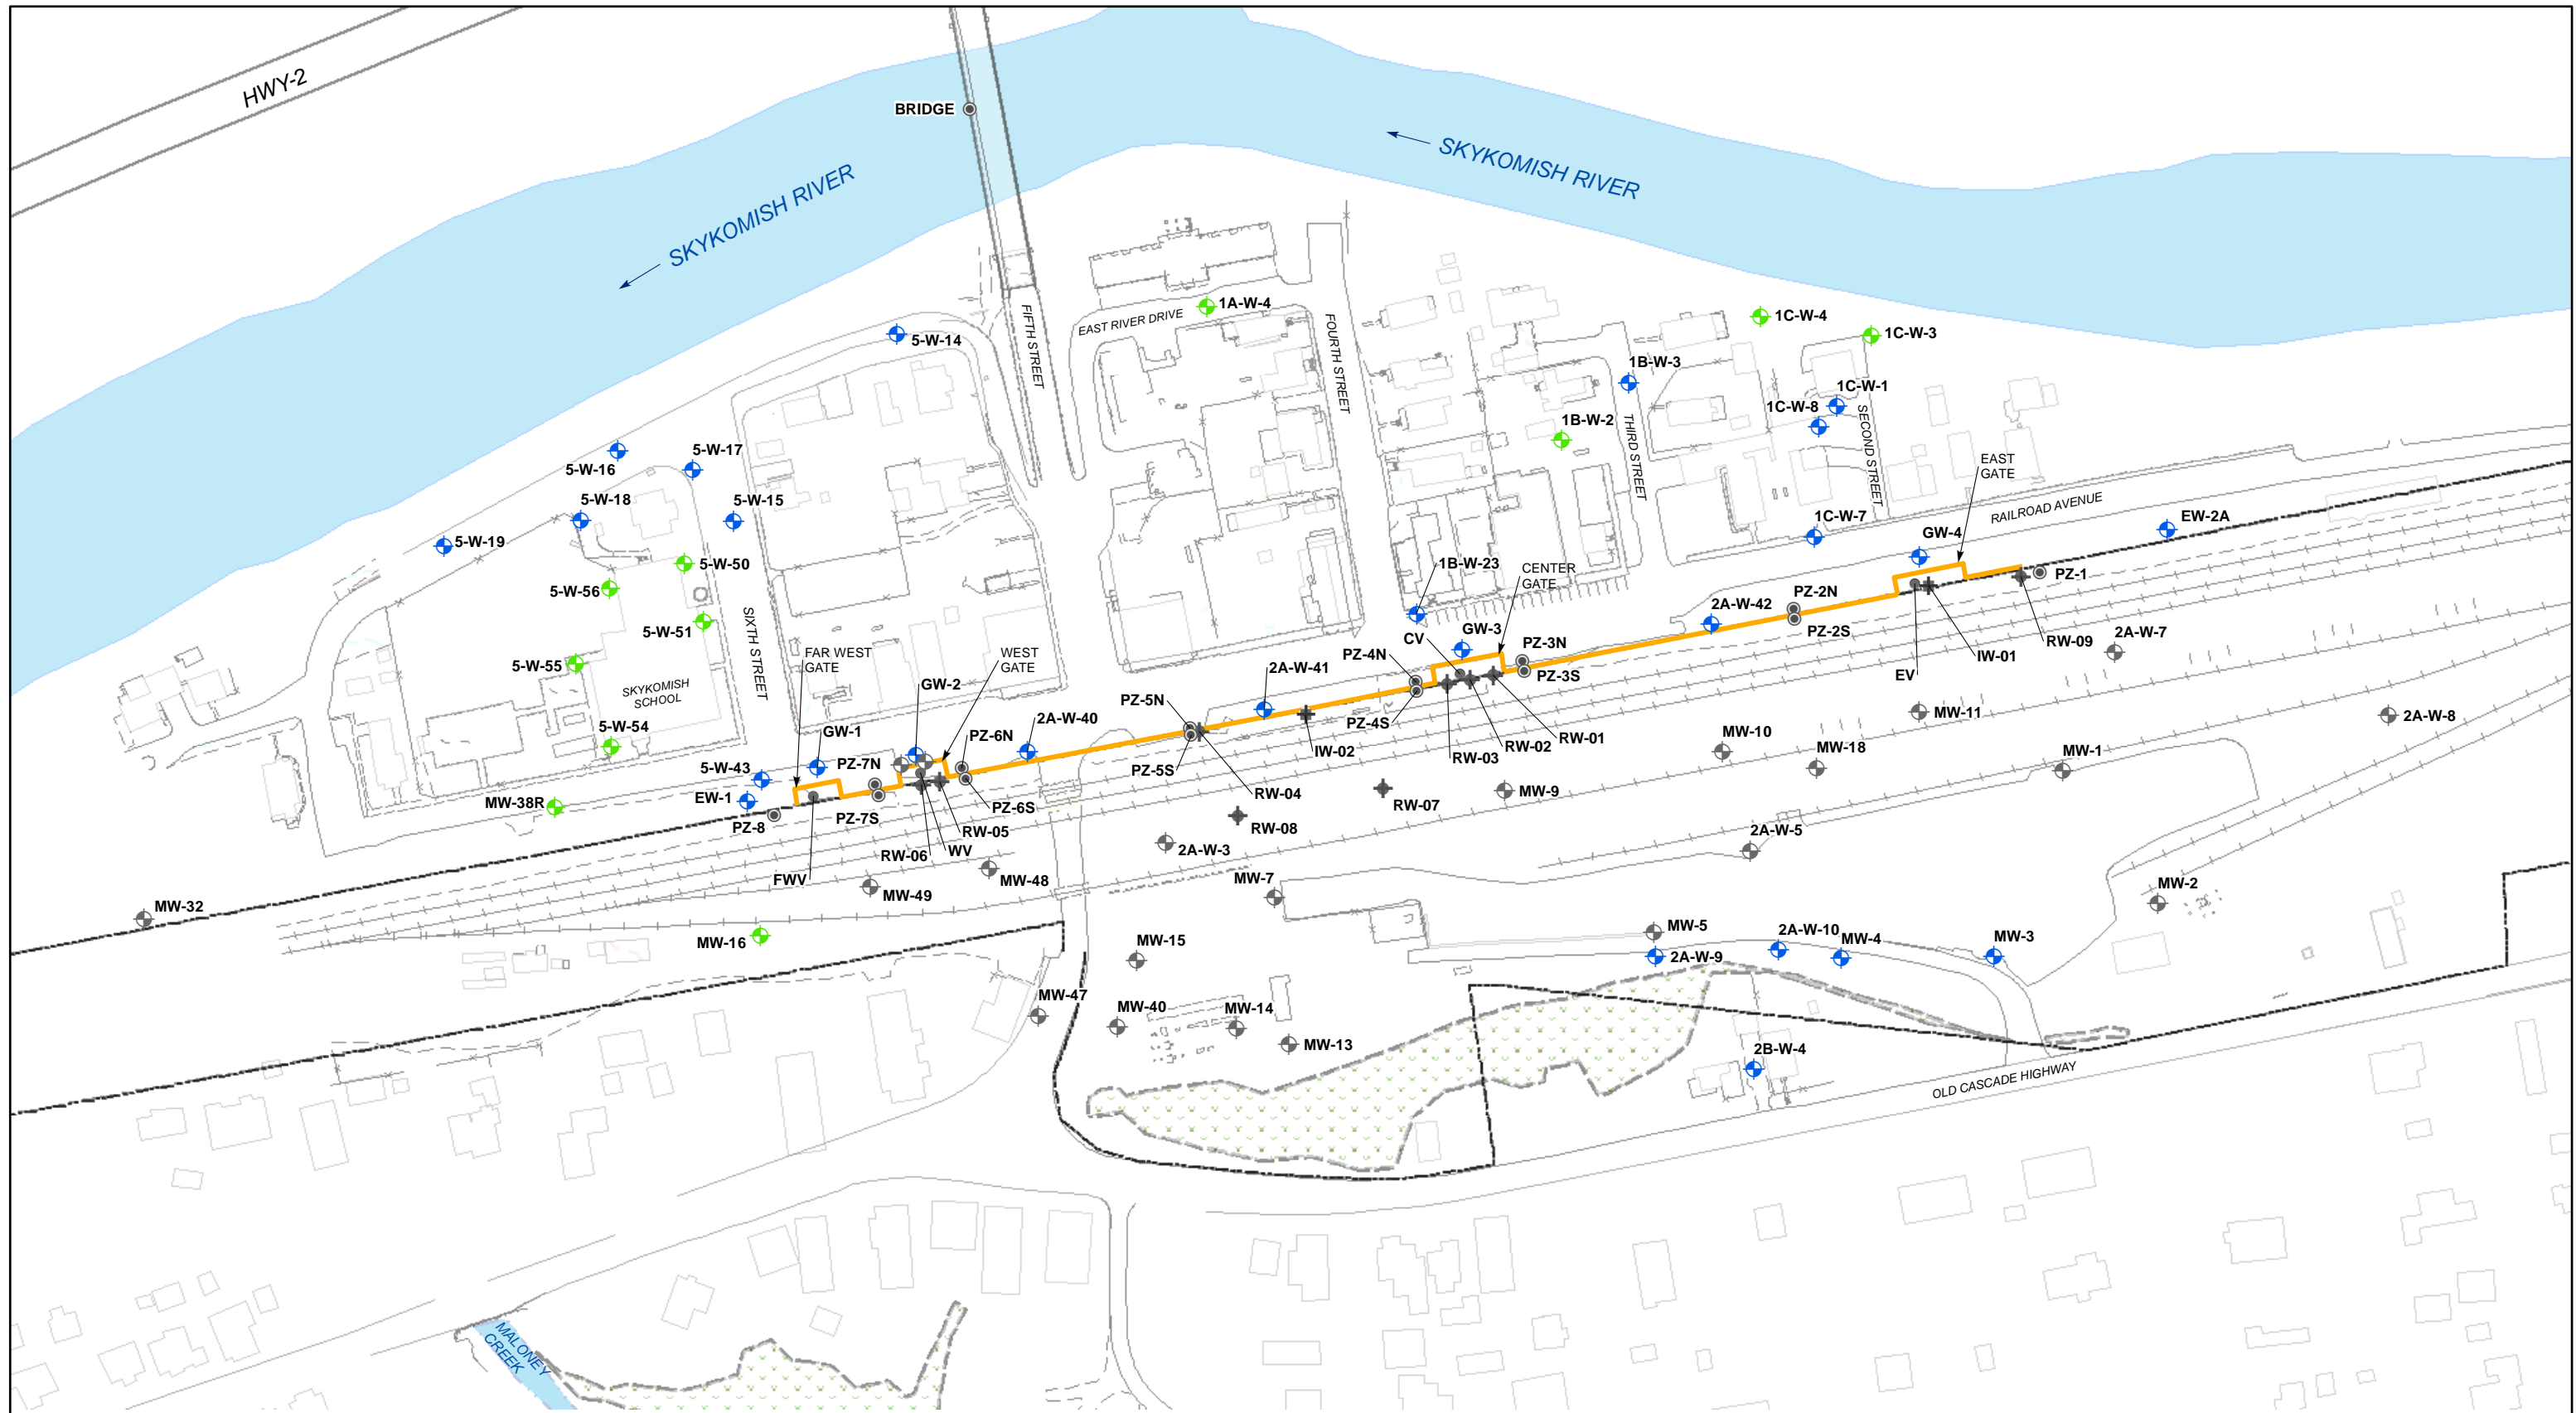 HWY-2
BRIDGE
SKYKOMISH RIVER
SKYKOMISH RIVER
1A-W-4
EAST RIVER DRIVE
FIFTH STREET
FOURTH STREET
1C-W-4
1C-W-3
5-W-14
1B-W-3
1C-W-1
1C-W-8
1B-W-2
THIRD STREET
SECOND STREET
5-W-16
5-W-17
5-W-18
5-W-15
5-W-19
EAST
GATE
RAILROAD AVENUE
1C-W-7
GW-4
EW-2A
5-W-50
5-W-56
5-W-51
SIXTH STREET
1B-W-23
CENTER
GATE
CV
GW-3
2A-W-42
PZ-2N
PZ-2S
PZ-1
RW-09
IW-01
EV
2A-W-7
5-W-55
SKYKOMISH
SCHOOL
FAR WEST
GATE
WEST
GATE
GW-2
2A-W-41
PZ-4N
PZ-3N
PZ-3S
PZ-5N
PZ-4S
2A-W-40
5-W-54
GW-1
PZ-6N
PZ-7N
5-W-43
EW-1
MW-38R
PZ-8
PZ-7S
PZ-6S
PZ-5S
IW-02
RW-03
RW-02
RW-01
RW-04
RW-05
RW-06
WV
FWV
RW-07
RW-08
MW-9
MW-10
MW-11
MW-18
MW-1
2A-W-8
2A-W-3
2A-W-5
MW-48
MW-49
MW-7
MW-2
MW-32
MW-16
MW-15
MW-5
2A-W-9
2A-W-10
MW-4
MW-3
MW-47
MW-40
MW-14
MW-13
2B-W-4
OLD CASCADE HIGHWAY
MALONEY
CREEK